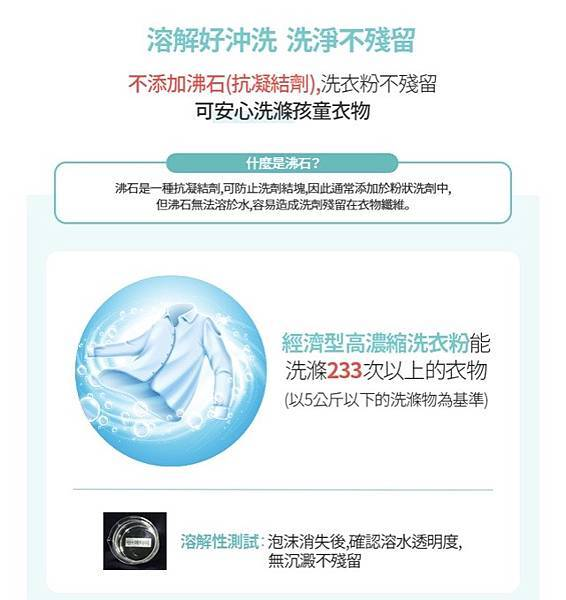 溶解好沖洗 洗淨不殘留
不添加沸石(抗凝結劑),洗衣粉不殘留
可安心洗滌孩童衣物
什麼是沸石?
沸石是一種抗凝結劑,可防止洗劑結塊,因此通常添加於粉狀洗劑中,
但沸石無法溶於水,容易造成洗劑殘留在衣物纖維。
經濟型高濃縮洗衣粉能
洗滌233次以上的衣物
(以5公斤以下的洗滌物為基準)
溶解性測試:泡沫消失後,確認溶水透明度,
無沉澱不殘留